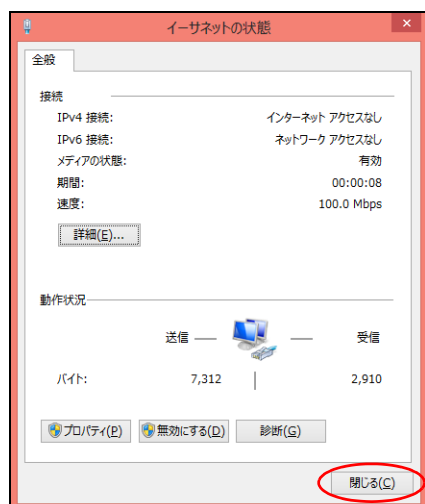 イーサネットの状態
全般
接続
IPv4 接続: インターネット アクセスなし
IPv6 接続: ネットワーク アクセスなし
メディアの状態: 有効
期間: 00:00:08
速度: 100.0 Mbps
詳細(E)...
動作状況
送信 受信
バイト: 7,312 2,910
プロパティ(P) 無効にする(D) 診断(G)
閉じる(C)